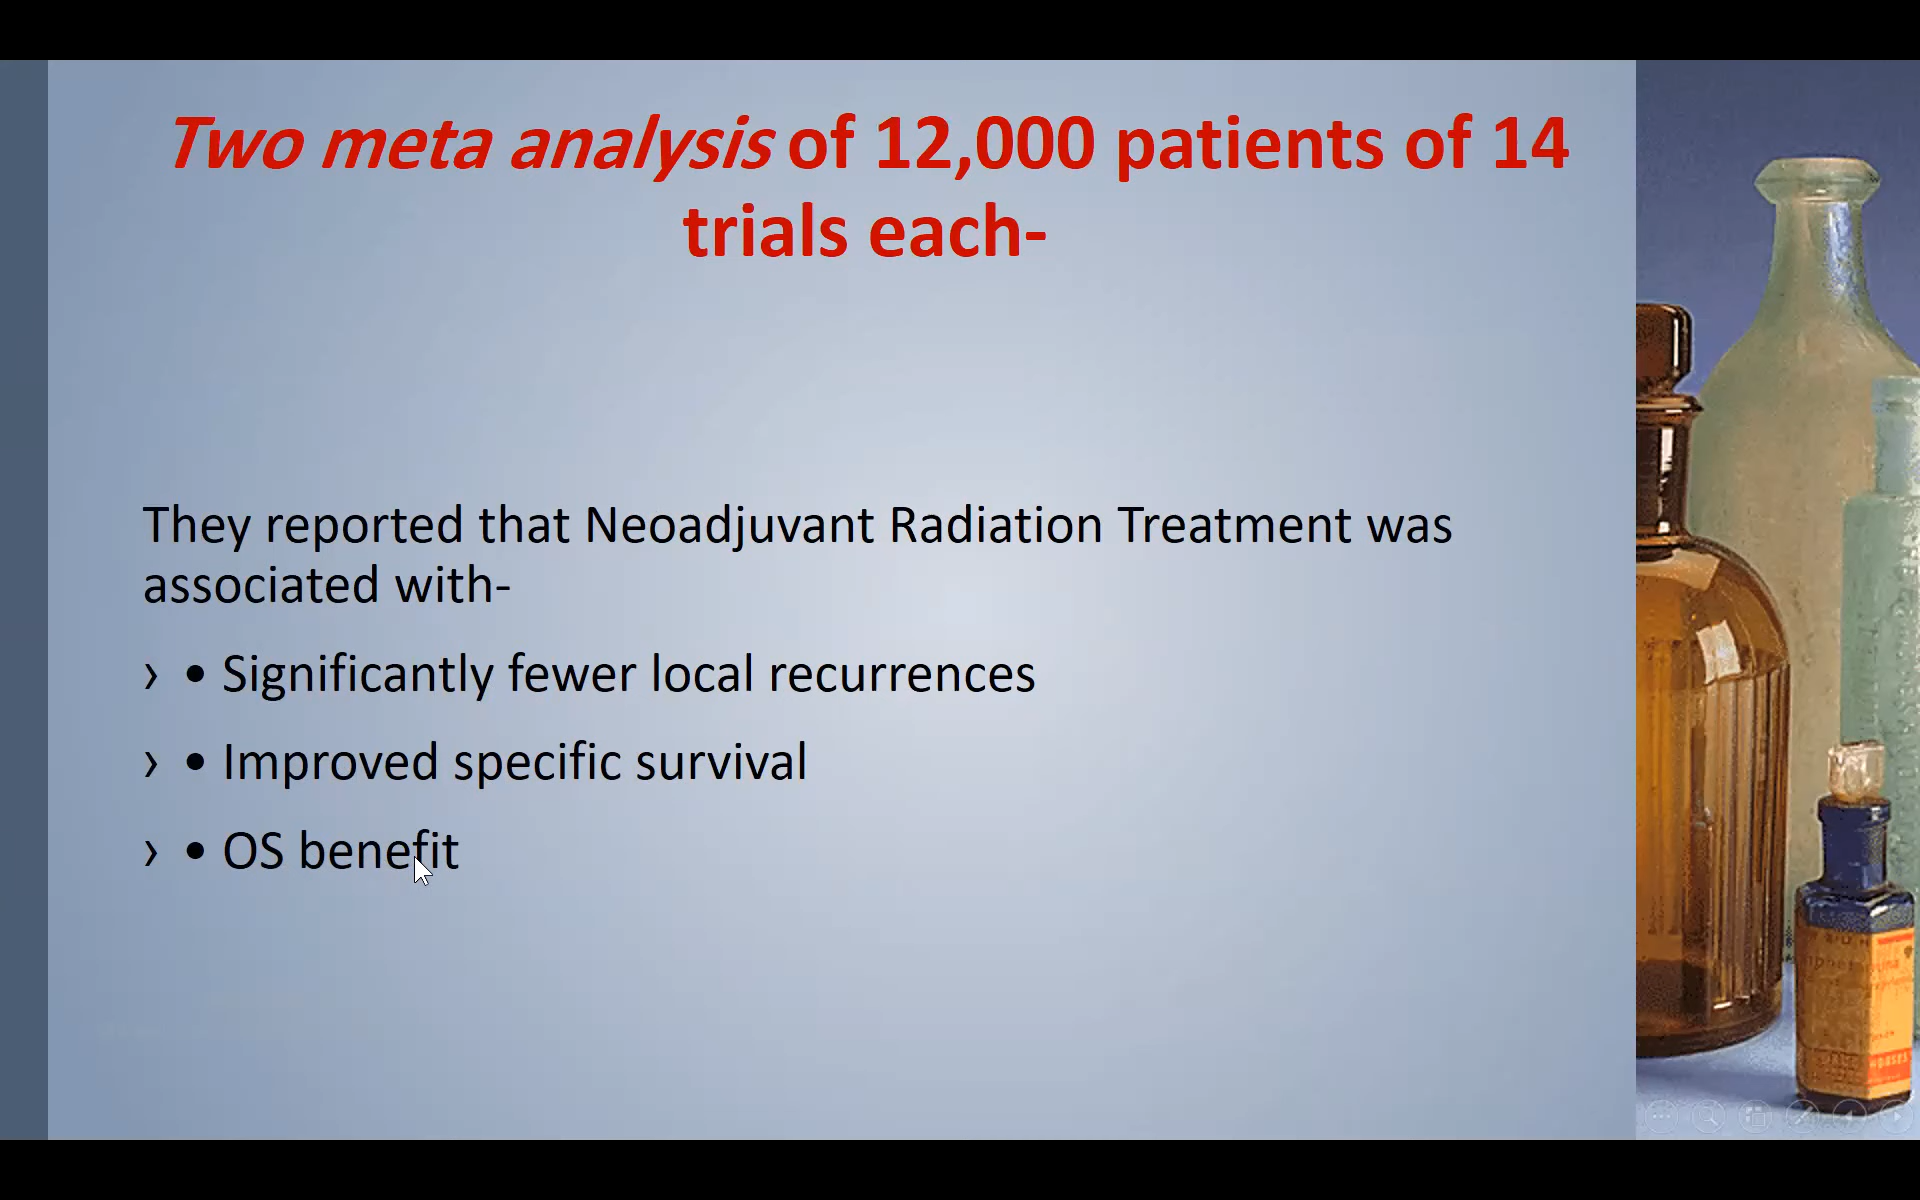 Two meta analysis of 12,000 patients of 14
trials each-
They reported that Neoadjuvant Radiation Treatment was
associated with-
› • Significantly fewer local recurrences
› • Improved specific survival
› • OS benefit